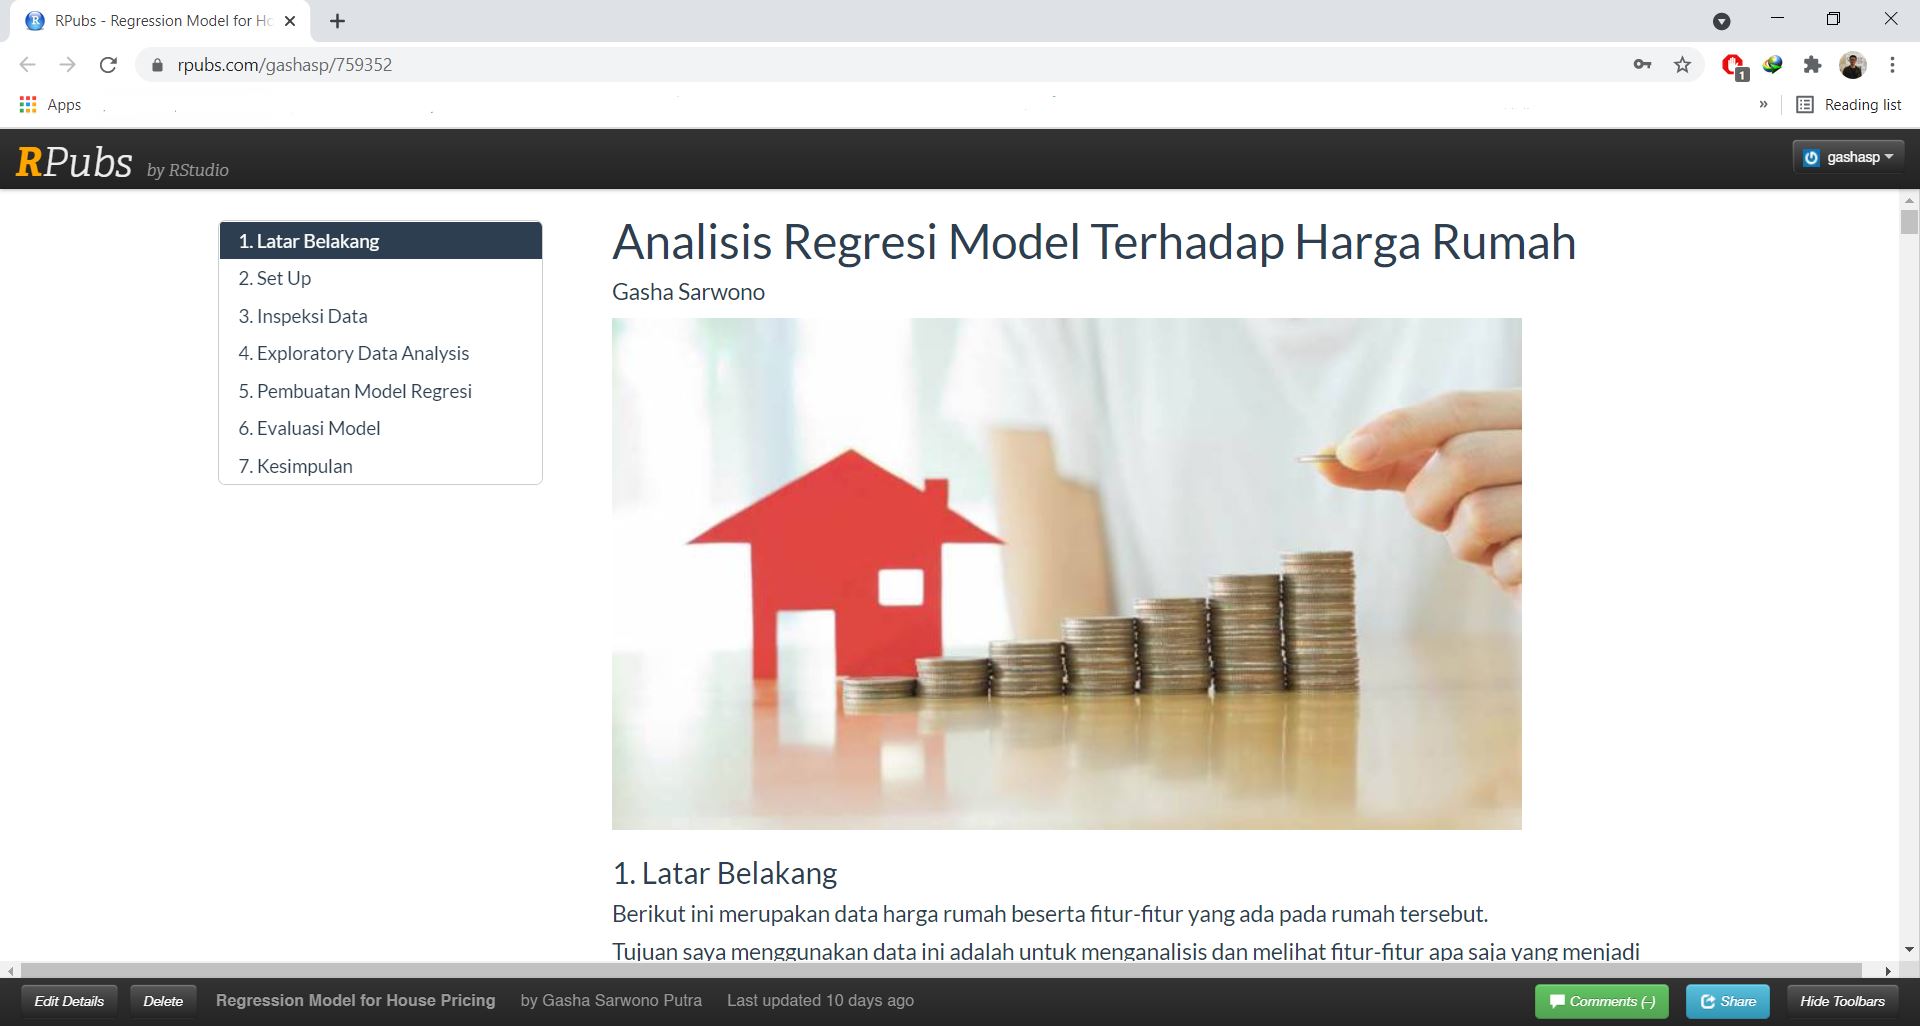 RPubs - Regression Model for Ho
rpubs.com/gashasp/759352
1
Apps
»
Reading list
RPubs by RStudio
gashasp
1. Latar Belakang
2. Set Up
3. Inspeksi Data
4. Exploratory Data Analysis
5. Pembuatan Model Regresi
6. Evaluasi Model
7. Kesimpulan
Analisis Regresi Model Terhadap Harga Rumah
Gasha Sarwono
1. Latar Belakang
Berikut ini merupakan data harga rumah beserta fitur-fitur yang ada pada rumah tersebut.
Tujuan saya menggunakan data ini adalah untuk menganalisis dan melihat fitur-fitur apa saja yang menjadi
Edit Details
Delete
Regression Model for House Pricing
by Gasha Sarwono Putra
Last updated 10 days ago
Comments (–)
Share
Hide Toolbars